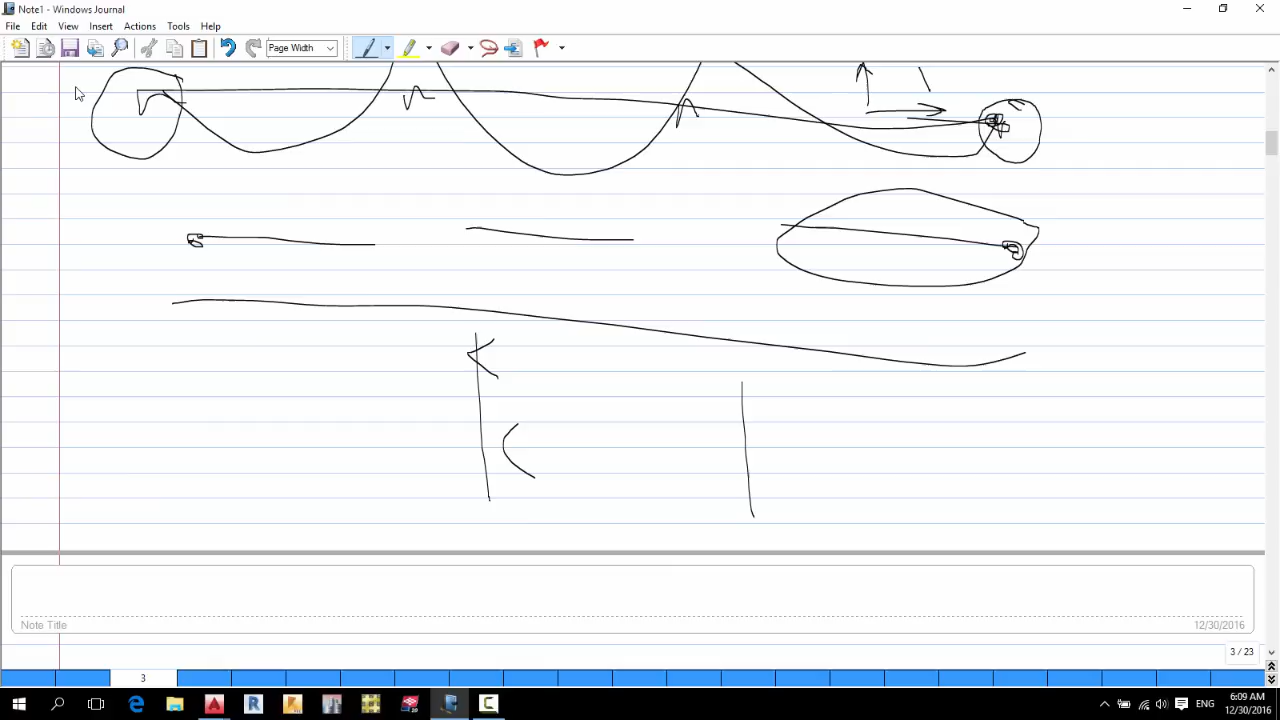 Note1 - Windows Journal
File Edit View Insert Actions Tools Help
Page Width
Note Title
12/30/2016
3 / 23
3
6:09 AM
ENG
12/30/2016